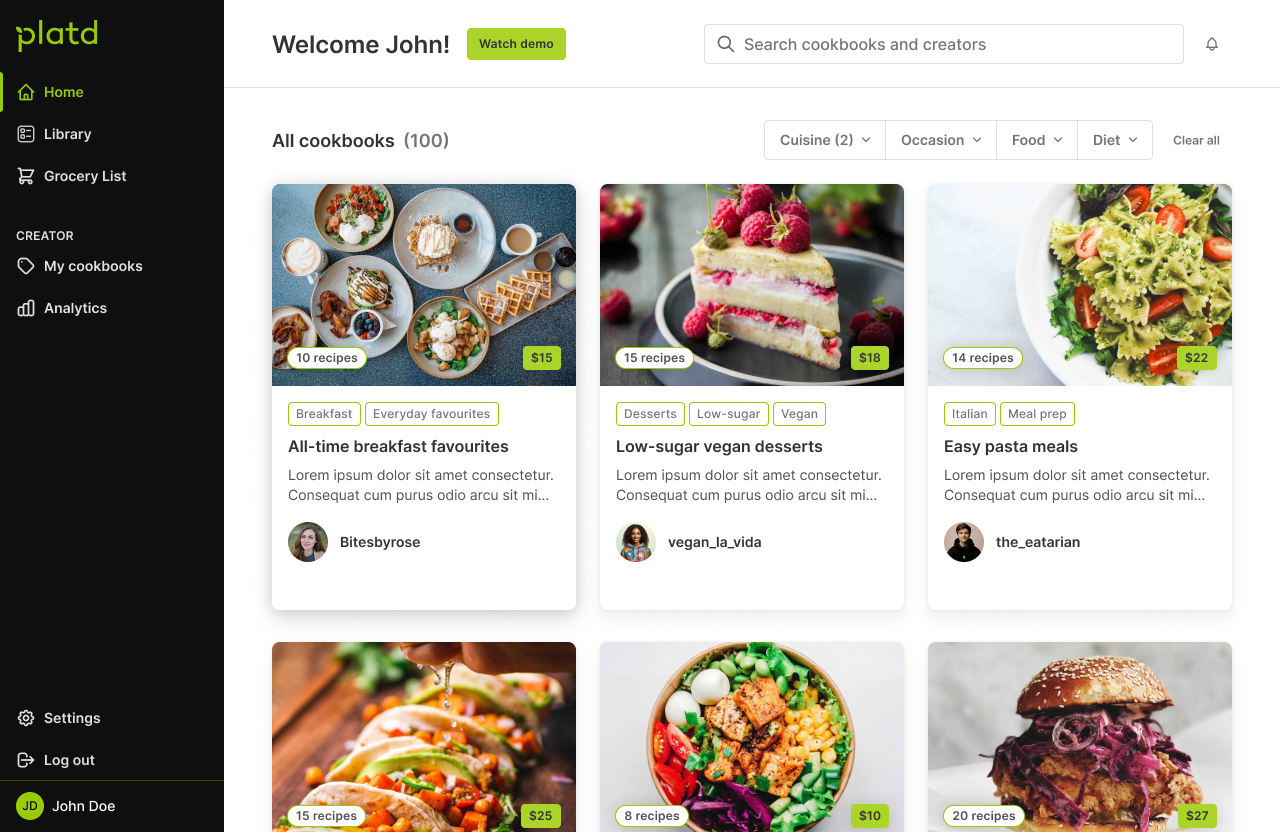 platd
Home
Library
Grocery List
CREATOR
My cookbooks
Analytics
Settings
Log out
JD John Doe
Welcome John!
Watch demo
Search cookbooks and creators
All cookbooks (100)
Cuisine (2)
Occasion
Food
Diet
Clear all
10 recipes
$15
Breakfast
Everyday favourites
All-time breakfast favourites
Lorem ipsum dolor sit amet consectetur.
Consequat cum purus odio arcu sit mi...
Bitesbyrose
15 recipes
$18
Desserts
Low-sugar
Vegan
Low-sugar vegan desserts
Lorem ipsum dolor sit amet consectetur.
Consequat cum purus odio arcu sit mi...
vegan_la_vida
14 recipes
$22
Italian
Meal prep
Easy pasta meals
Lorem ipsum dolor sit amet consectetur.
Consequat cum purus odio arcu sit mi...
the_eatarian
15 recipes
$25
8 recipes
$10
20 recipes
$27